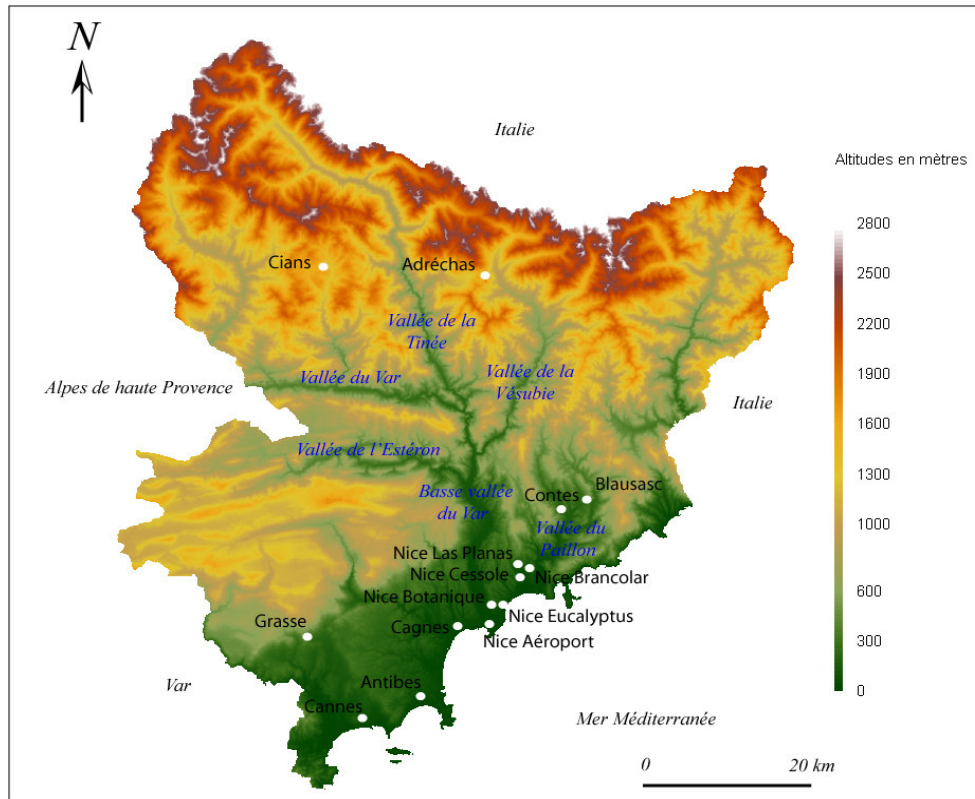 N
Italie
Altitudes en mètres
2800
2500
2200
1900
1600
1300
1000
600
300
0
Cians
Adréchas
Vallée de la
Tinée
Vallée du Var
Vallée de la
Vésubie
Alpes de haute Provence
Italie
Vallée de l'Estéron
Basse vallée
du Var
Contes
Blausasc
Vallée du
Paillon
Nice Las Planas
Nice Cessole
Nice Brancolar
Nice Botanique
Nice Eucalyptus
Cagnes
Nice Aéroport
Grasse
Var
Antibes
Cannes
Mer Méditerranée
0
20 km